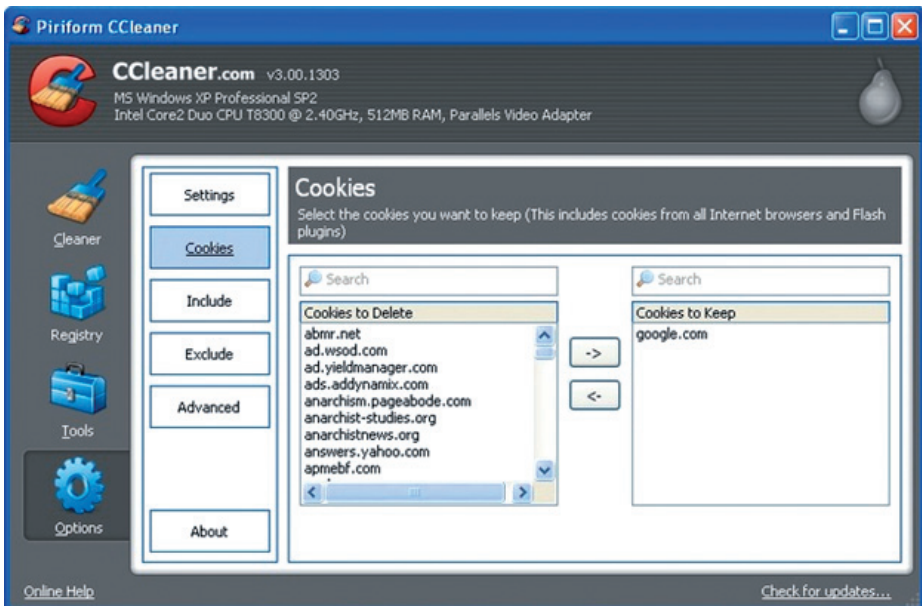 Piriform CCleaner
CCleaner.com v3.00.1303
MS Windows XP Professional SP2
Intel Core2 Duo CPU T8300 @ 2.40GHz, 512MB RAM, Parallels Video Adapter
Cleaner
Registry
Tools
Options
Settings
Cookies
Include
Exclude
Advanced
About
Cookies
Select the cookies you want to keep (This includes cookies from all Internet browsers and Flash
plugins)
Search
Cookies to Delete
abmr.net
ad.wsod.com
ad.yieldmanager.com
ads.addynamix.com
anarchism.pageabode.com
anarchist-studies.org
anarchistnews.org
answers.yahoo.com
apmebf.com
->
<-
Search
Cookies to Keep
google.com
Online Help
Check for updates...